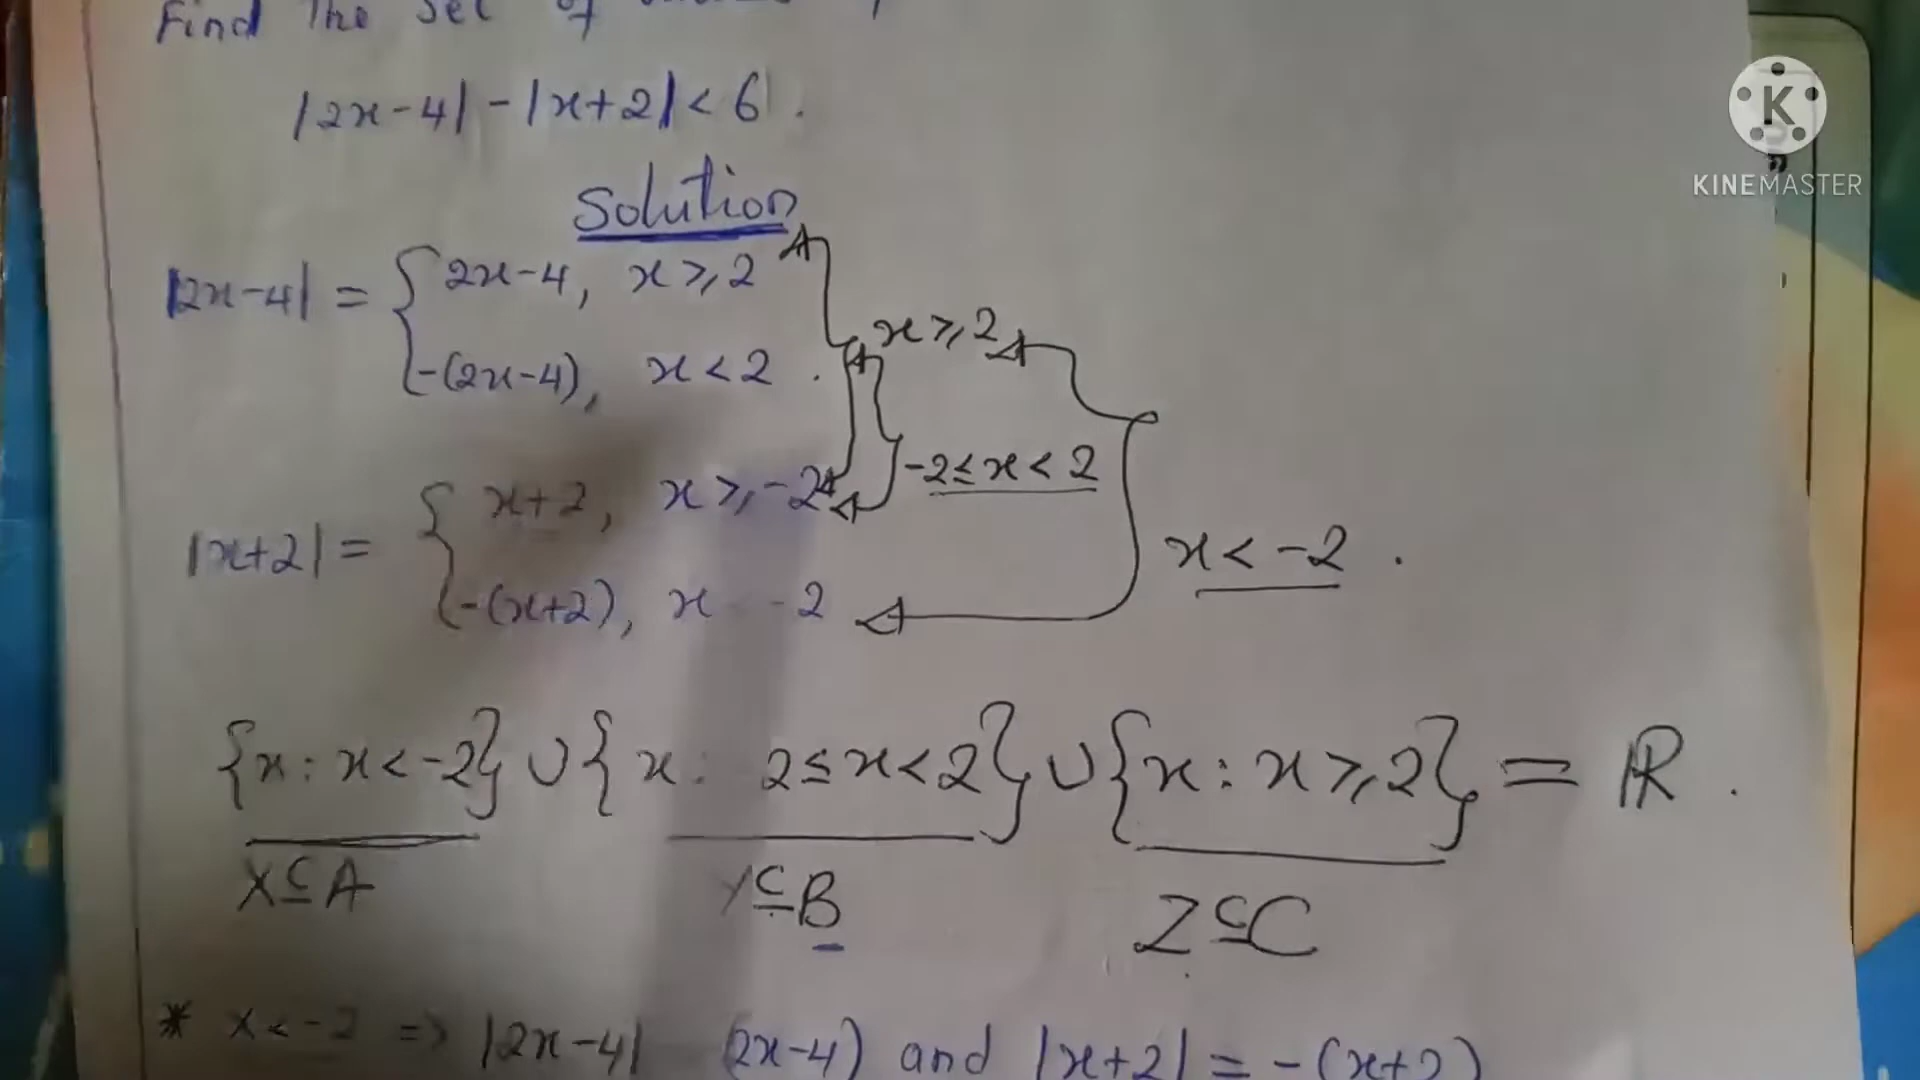 Find The Set of
|2x-4| - |x+2| < 6 .
KINEMASTER
Solution
|2x-4| = { 2x-4, x ≥ 2
-(2x-4), x < 2 .
x ≥ 2
-2 ≤ x < 2
|x+2| = { x+2, x ≥ -2
-(x+2), x -2
x < -2 .
{x : x < -2} ∪ {x : 2 ≤ x < 2} ∪ {x : x ≥ 2} = ℝ .
X ⊆ A
Y ⊆ B
Z ⊆ C
* x < -2 => |2x-4| (2x-4) and |x+2| = -(x+2)